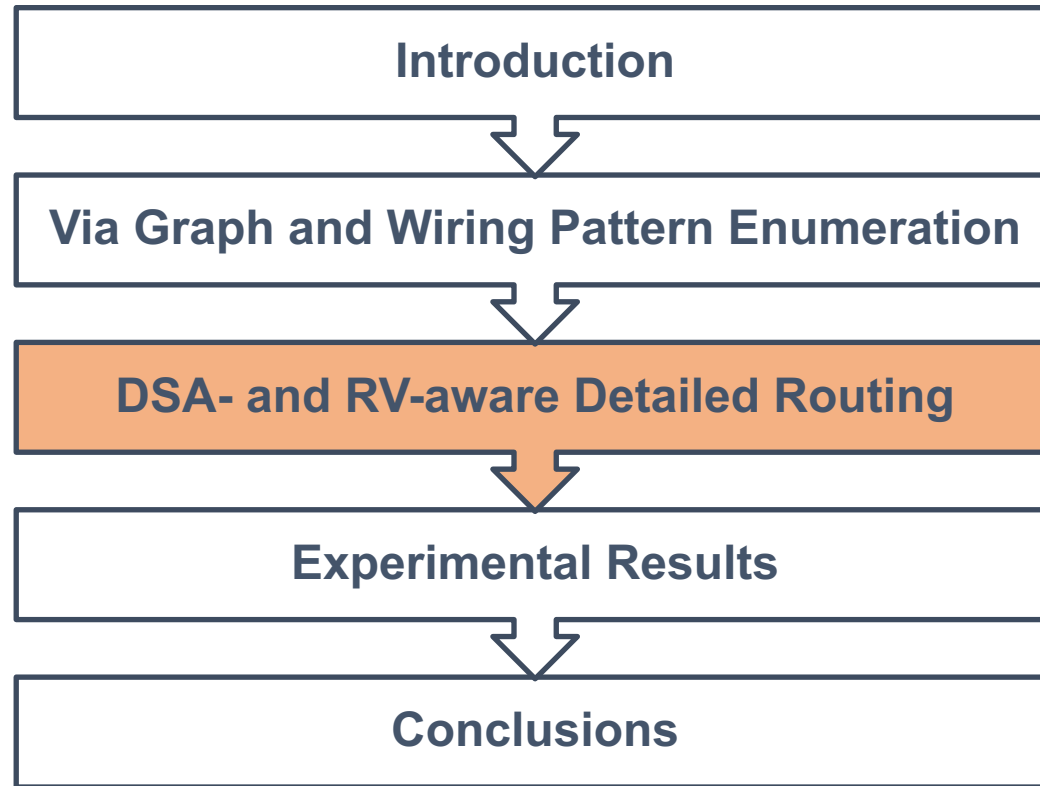 Introduction
Via Graph and Wiring Pattern Enumeration
DSA- and RV-aware Detailed Routing
Experimental Results
Conclusions